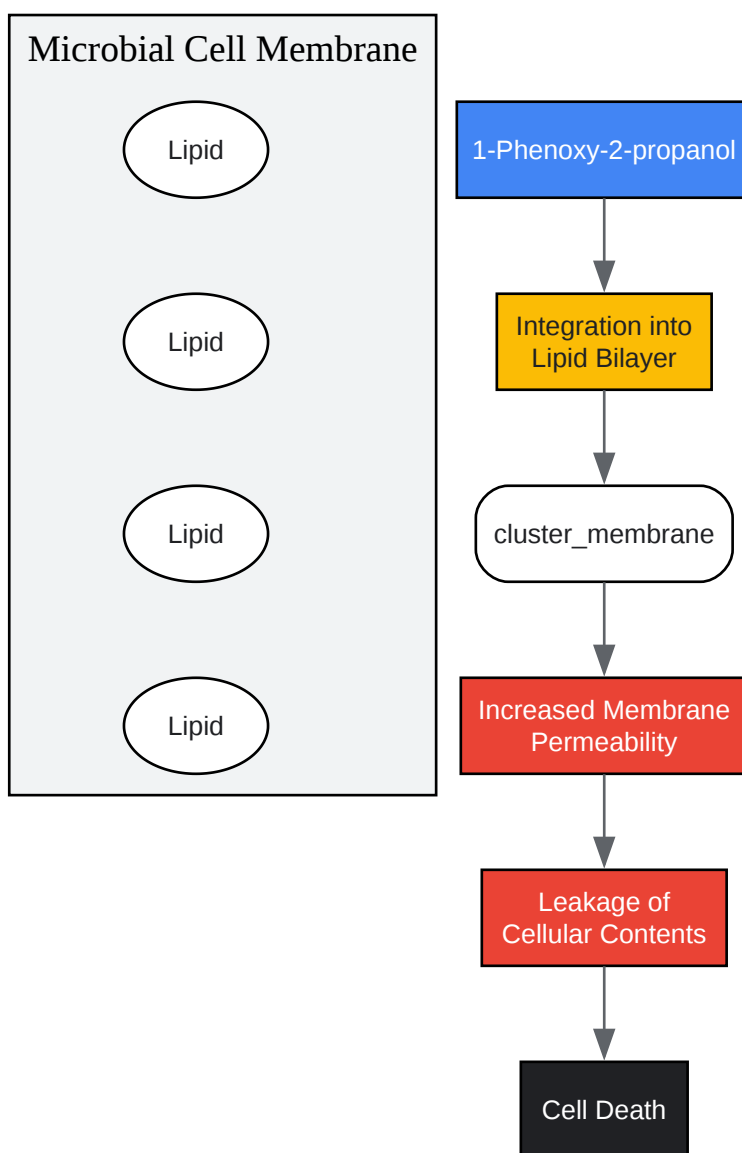 Microbial Cell Membrane
Lipid
Lipid
Lipid
Lipid
1-Phenoxy-2-propanol
Integration into
Lipid Bilayer
cluster_membrane
Increased Membrane
Permeability
Leakage of
Cellular Contents
Cell Death